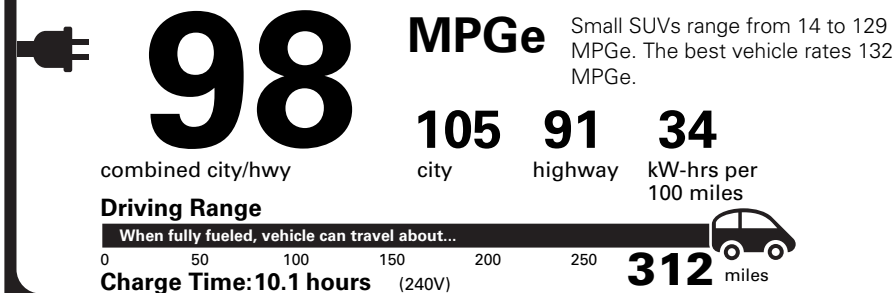 98
MPGe
Small SUVs range from 14 to 129
MPGe. The best vehicle rates 132
MPGe.
105 91 34
combined city/hwy city highway kW-hrs per
100 miles
Driving Range
When fully fueled, vehicle can travel about...
0 50 100 150 200 250 312 miles
Charge Time: 10.1 hours (240V)